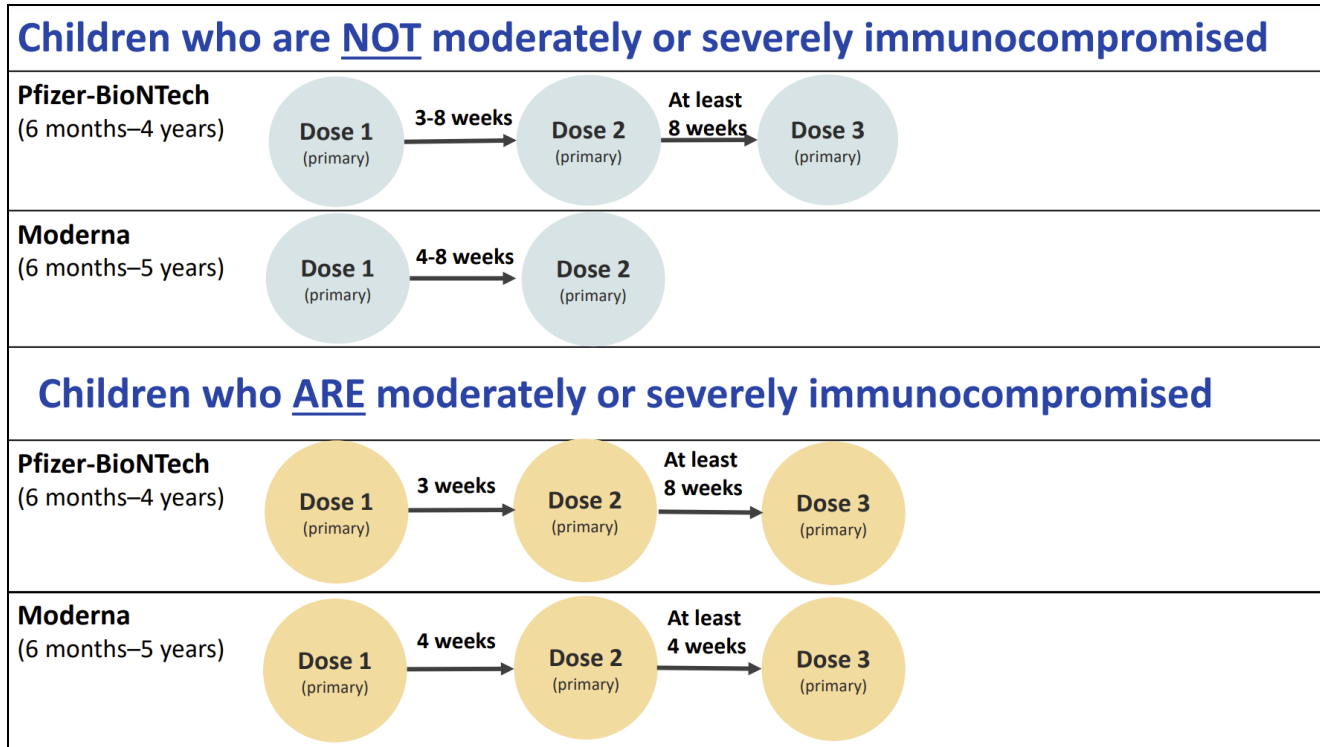 Children who are NOT moderately or severely immunocompromised
Pfizer-BioNTech
(6 months–4 years)
Dose 1
(primary)
3-8 weeks
Dose 2
(primary)
At least
8 weeks
Dose 3
(primary)
Moderna
(6 months–5 years)
Dose 1
(primary)
4-8 weeks
Dose 2
(primary)
Children who ARE moderately or severely immunocompromised
Pfizer-BioNTech
(6 months–4 years)
Dose 1
(primary)
3 weeks
Dose 2
(primary)
At least
8 weeks
Dose 3
(primary)
Moderna
(6 months–5 years)
Dose 1
(primary)
4 weeks
Dose 2
(primary)
At least
4 weeks
Dose 3
(primary)